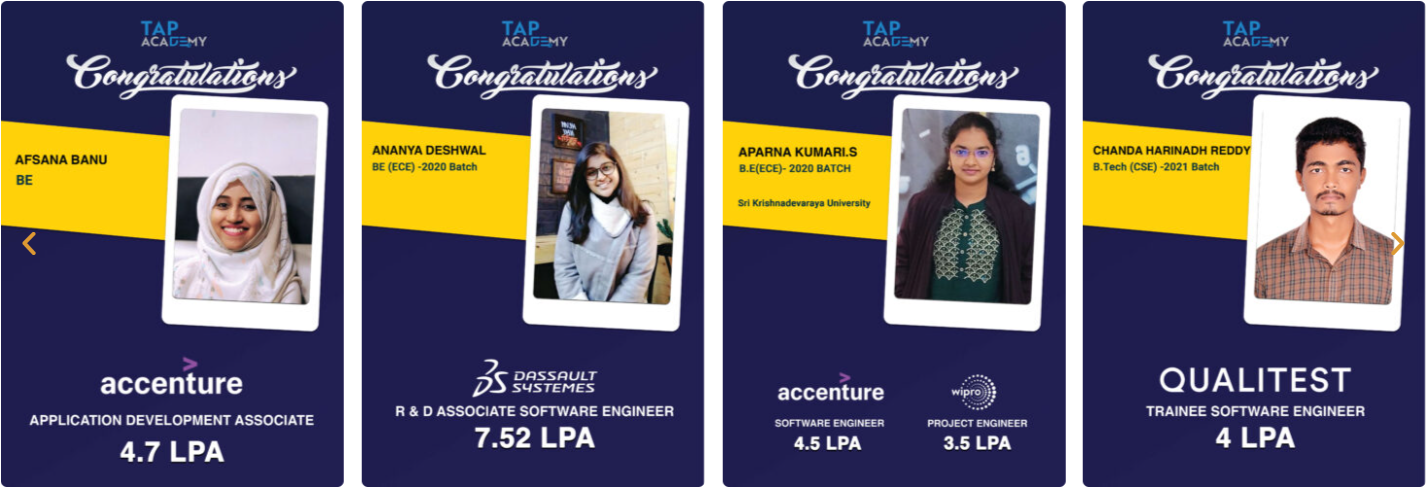 TAP
ACADEMY
Congratulations
AFSANA BANU
BE
accenture
APPLICATION DEVELOPMENT ASSOCIATE
4.7 LPA
TAP
ACADEMY
Congratulations
ANANYA DESHWAL
BE (ECE) -2020 Batch
DASSAULT
SYSTEMES
R & D ASSOCIATE SOFTWARE ENGINEER
7.52 LPA
TAP
ACADEMY
Congratulations
APARNA KUMARI.S
B.E(ECE)- 2020 BATCH
Sri Krishnadevaraya University
accenture
SOFTWARE ENGINEER
4.5 LPA
wipro
PROJECT ENGINEER
3.5 LPA
TAP
ACADEMY
Congratulations
CHANDA HARINADH REDDY
B.Tech (CSE) -2021 Batch
QUALITEST
TRAINEE SOFTWARE ENGINEER
4 LPA